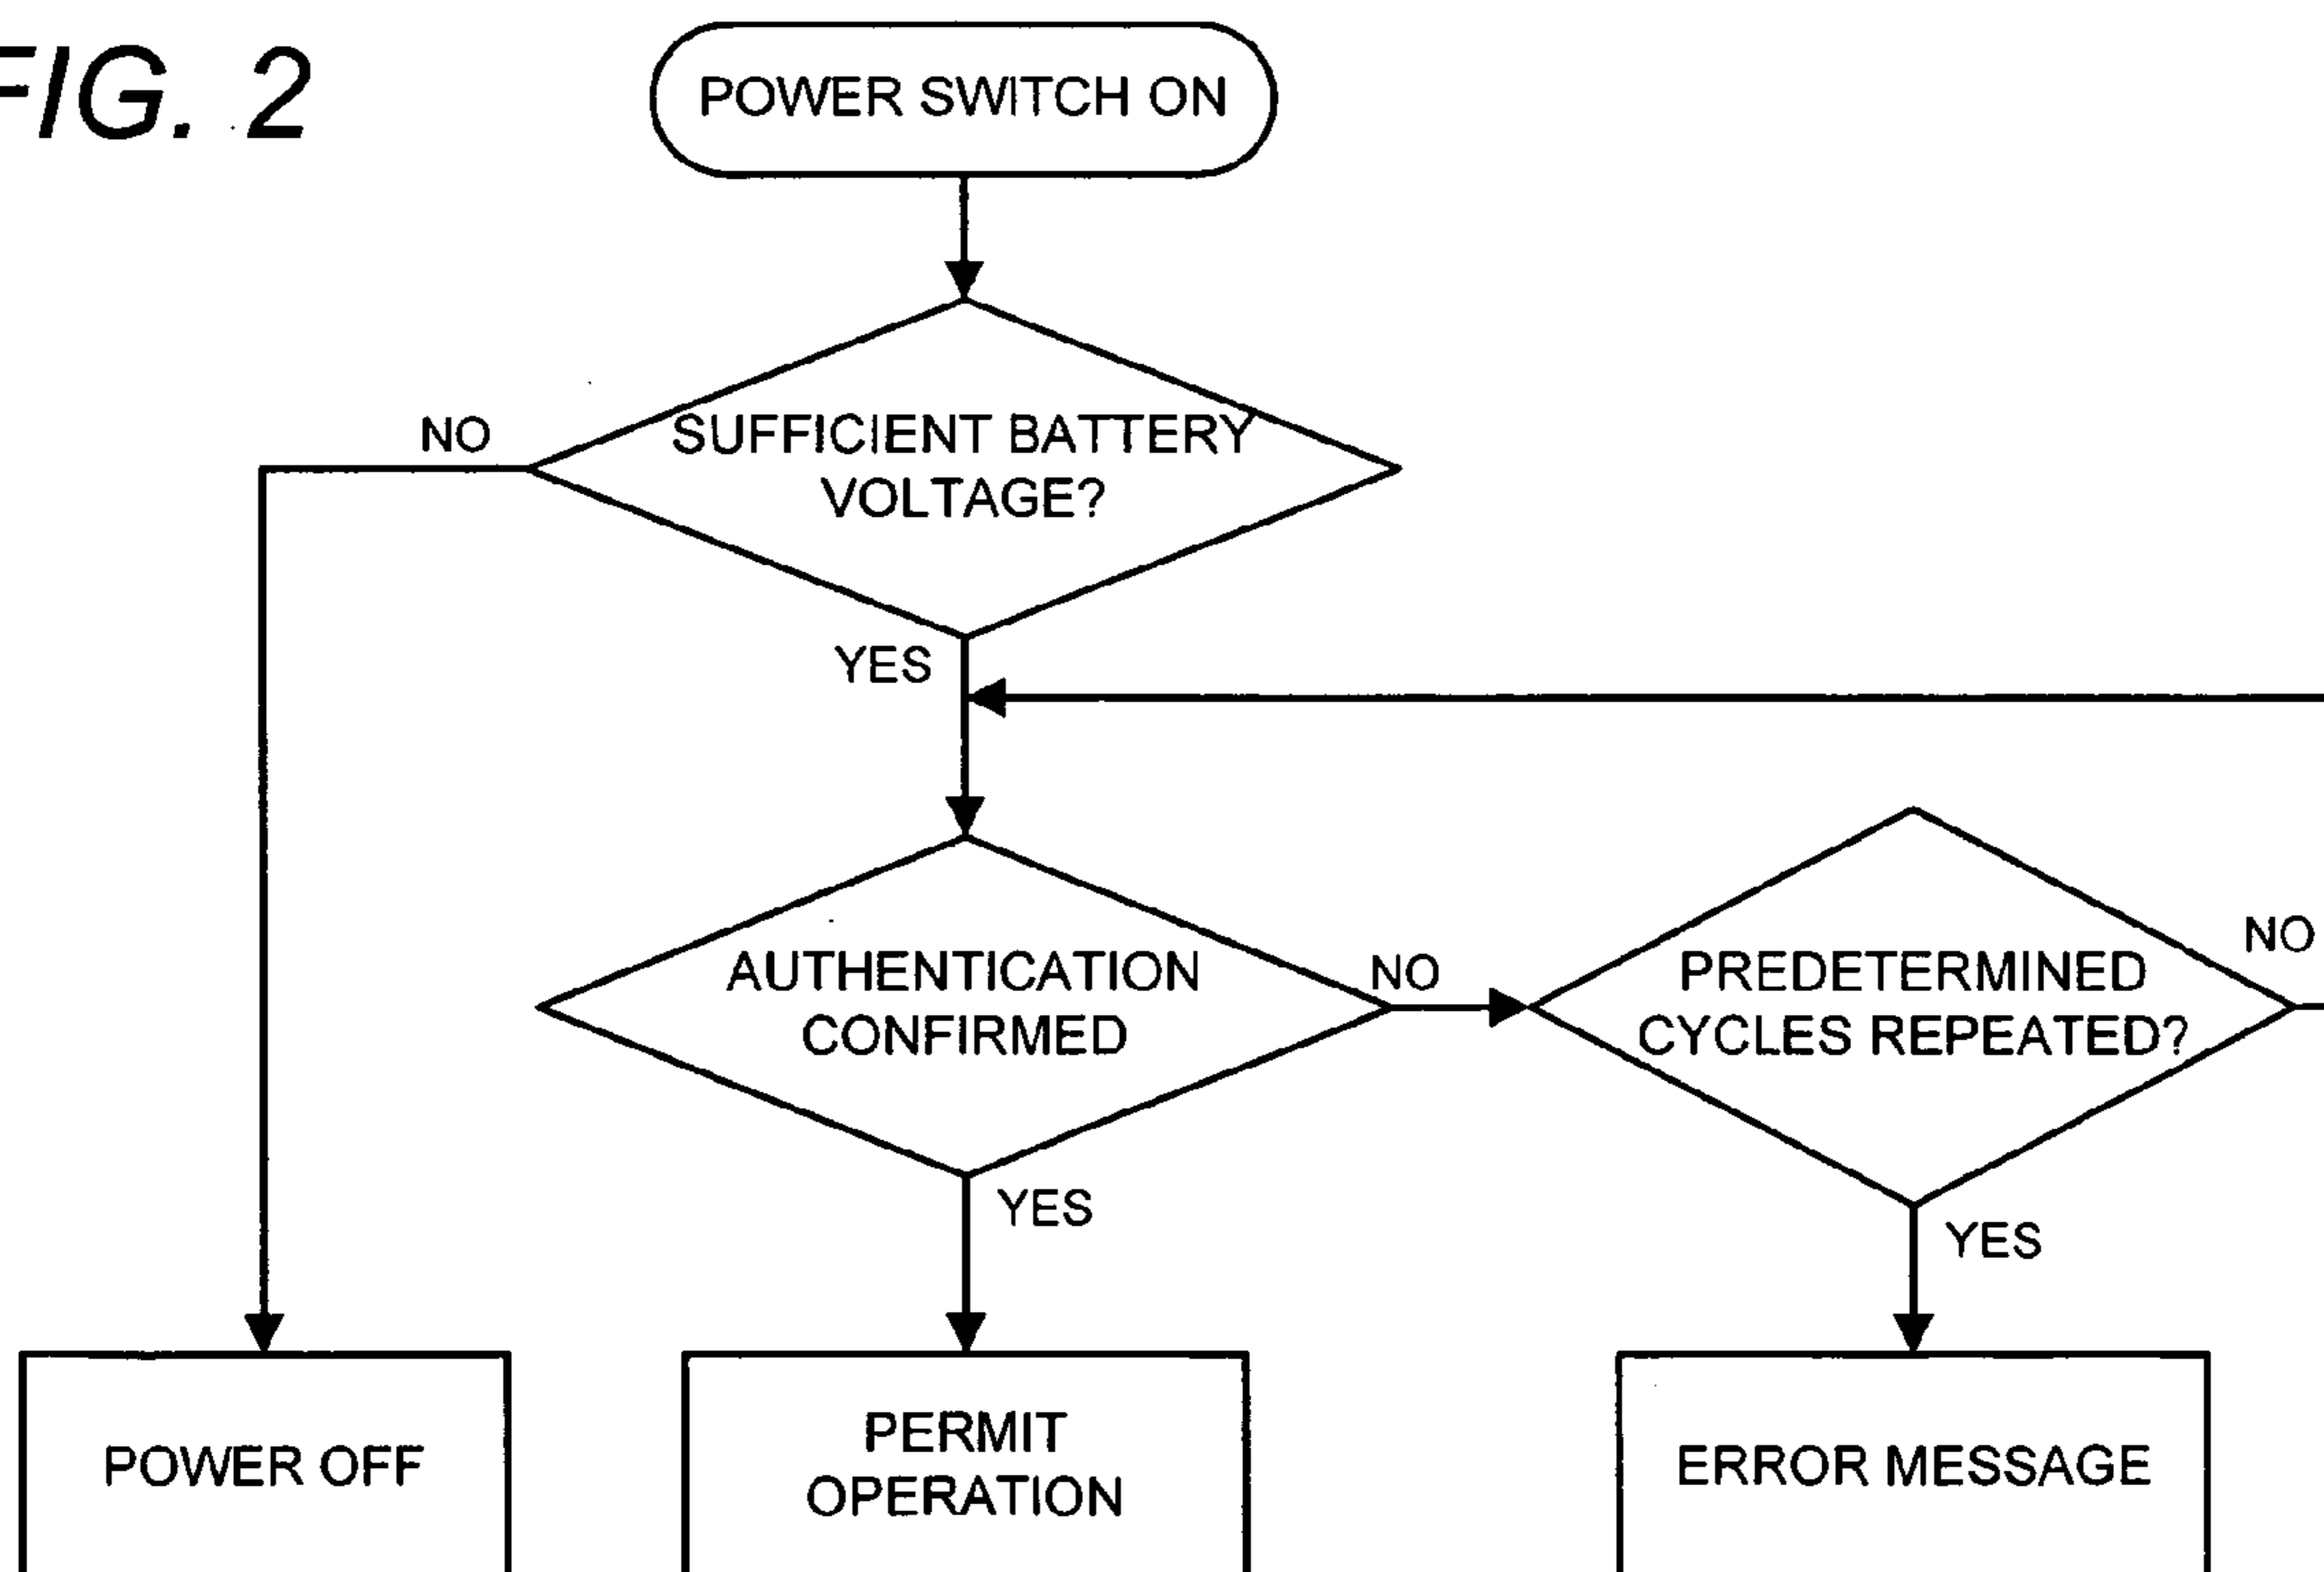 FIG. 2
POWER SWITCH ON
NO
SUFFICIENT BATTERY
VOLTAGE?
YES
AUTHENTICATION
CONFIRMED
NO
PREDETERMINED
CYCLES REPEATED?
NO
YES
YES
POWER OFF
PERMIT
OPERATION
ERROR MESSAGE